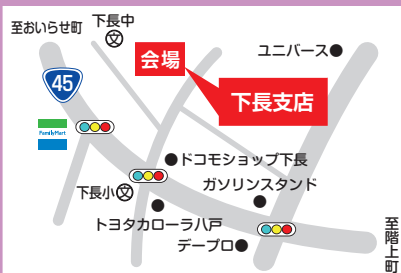 至おいらせ町
下長中
文
会場
ユニバース
45
下長支店
FamilyMart
ドコモショップ下長
下長小
文
ガソリンスタンド
トヨタカローラ八戸
デープロ
至階上町